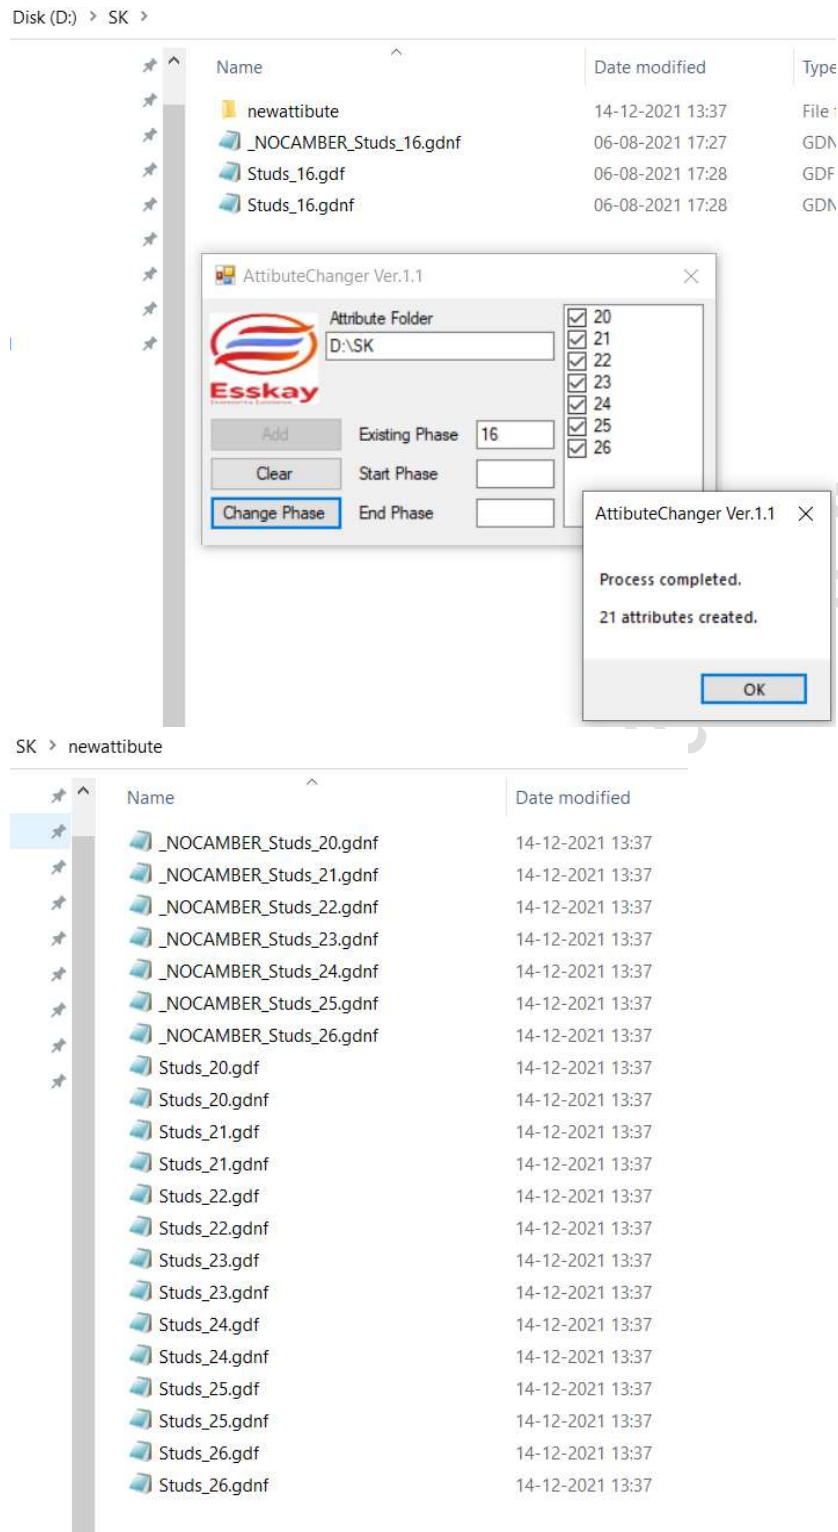 Disk (D:) > SK >
Name Date modified Type
newattibute 14-12-2021 13:37 File
_NOCAMBER_Studs_16.gdnf 06-08-2021 17:27 GDN
Studs_16.gdf 06-08-2021 17:28 GDF
Studs_16.gdnf 06-08-2021 17:28 GDN
AttibuteChanger Ver.1.1
Attribute Folder
D:\SK
Esskay
20
21
22
23
24
25
26
Add Existing Phase 16
Clear Start Phase
Change Phase End Phase
AttibuteChanger Ver.1.1
Process completed.
21 attributes created.
OK
SK > newattibute
Name Date modified
_NOCAMBER_Studs_20.gdnf 14-12-2021 13:37
_NOCAMBER_Studs_21.gdnf 14-12-2021 13:37
_NOCAMBER_Studs_22.gdnf 14-12-2021 13:37
_NOCAMBER_Studs_23.gdnf 14-12-2021 13:37
_NOCAMBER_Studs_24.gdnf 14-12-2021 13:37
_NOCAMBER_Studs_25.gdnf 14-12-2021 13:37
_NOCAMBER_Studs_26.gdnf 14-12-2021 13:37
Studs_20.gdf 14-12-2021 13:37
Studs_20.gdnf 14-12-2021 13:37
Studs_21.gdf 14-12-2021 13:37
Studs_21.gdnf 14-12-2021 13:37
Studs_22.gdf 14-12-2021 13:37
Studs_22.gdnf 14-12-2021 13:37
Studs_23.gdf 14-12-2021 13:37
Studs_23.gdnf 14-12-2021 13:37
Studs_24.gdf 14-12-2021 13:37
Studs_24.gdnf 14-12-2021 13:37
Studs_25.gdf 14-12-2021 13:37
Studs_25.gdnf 14-12-2021 13:37
Studs_26.gdf 14-12-2021 13:37
Studs_26.gdnf 14-12-2021 13:37